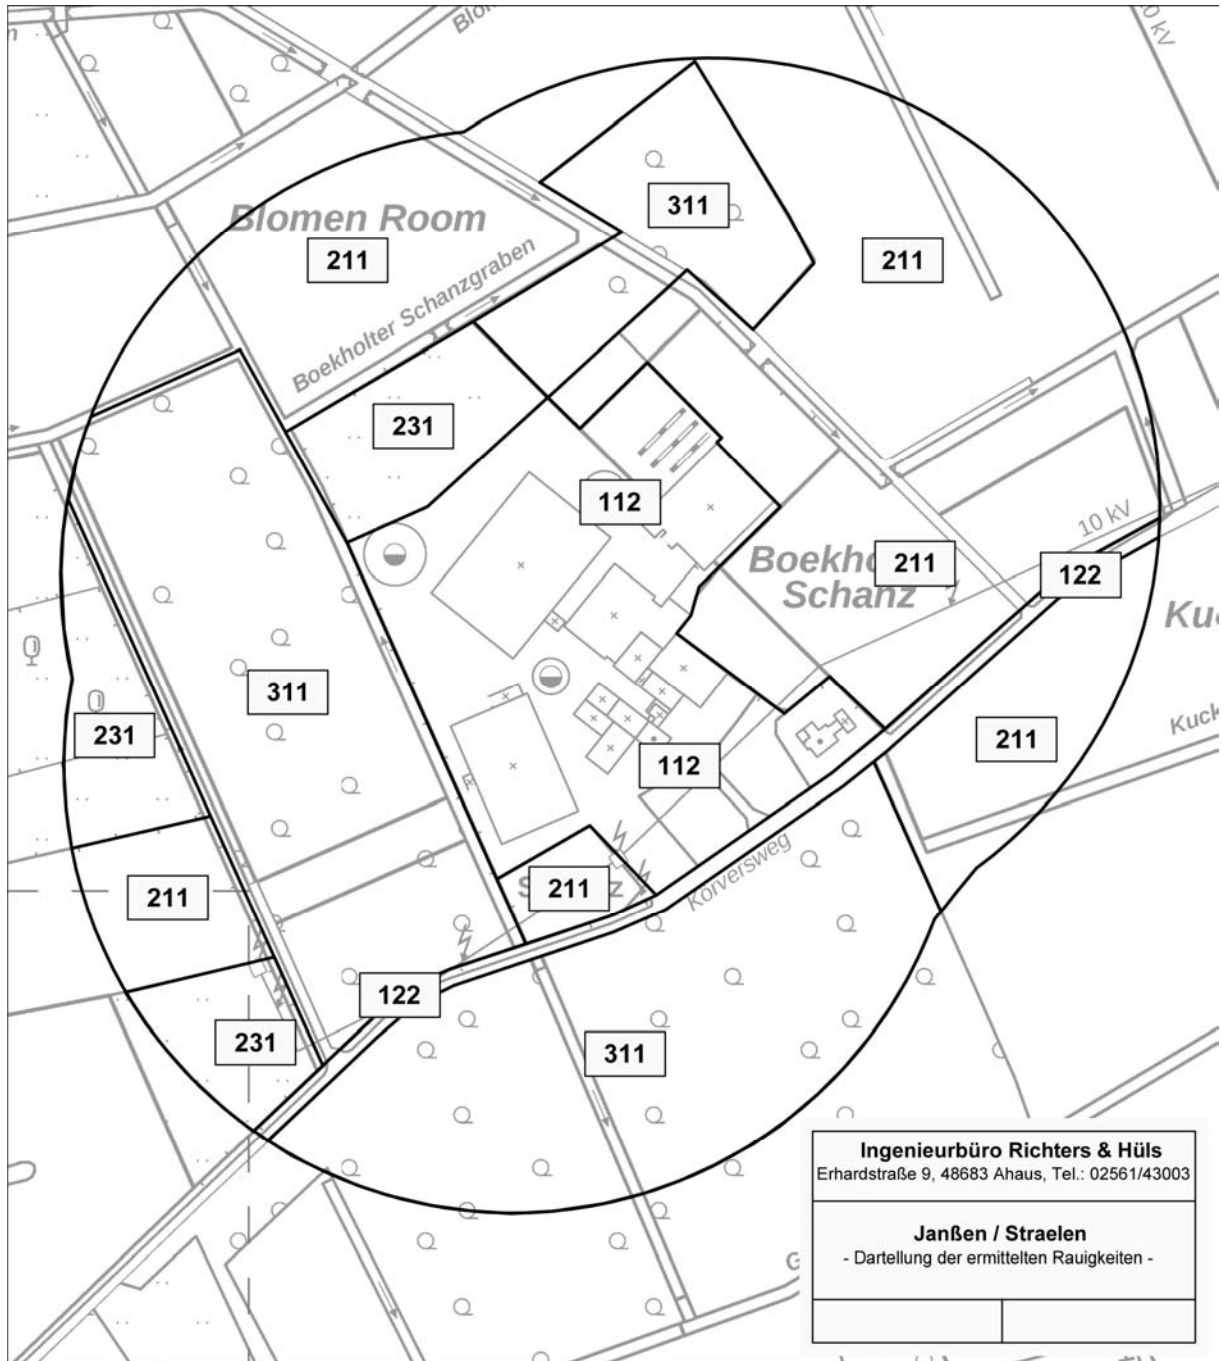 10 kV
311
Blomen Room
211
211
Boekholter Schanzgraben
231
112
10 kV
Boekho
211
Schanz
122
311
231
211
Kuck
112
Korversweg
211
211
122
231
311
Ingenieurbüro Richters & Hüls
Erhardstraße 9, 48683 Ahaus, Tel.: 02561/43003
Janßen / Straelen
- Dartellung der ermittelten Rauigkeiten -